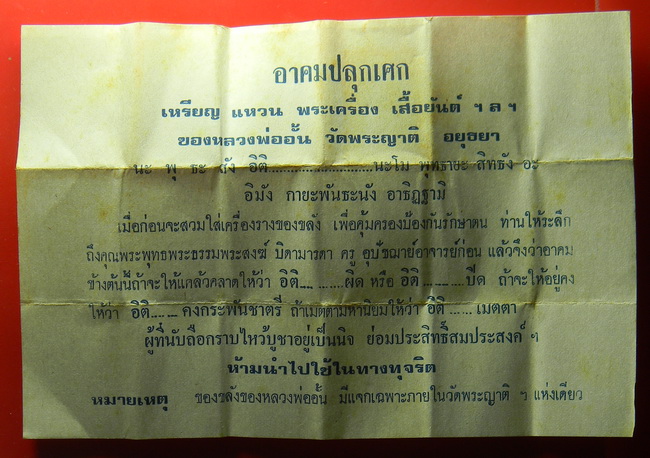 อาคมปลุกเศก
เหรียญ แหวน พระเครื่อง เสื้อยันต์ ฯลฯ
ของหลวงพ่ออั้น วัดพระญาติ อยุธยา
นะ พุ ธะ สัง อิติ..........................นะโม พุทธายะ สิทธัง อะ
อิมัง กายะพันธะนัง อาธิฏฐามิ
เมื่อก่อนจะสวมใส่เครื่องรางของขลัง เพื่อคุ้มครองป้องกันรักษาตน ท่านให้ระลึก
ถึงคุณพระพุทธพระธรรมพระสงฆ์ บิดามารดา ครู อุปัชฌาย์อาจารย์ก่อน แล้วจึงว่าอาคม
ข้างต้นนี้ถ้าจะให้แคล้วคลาดให้ว่า อิติ.........ผิด หรือ อิติ.........ปิด ถ้าจะให้อยู่คง
ให้ว่า อิติ.......คงกระพันชาตรี ถ้าเมตตามหานิยมให้ว่า อิติ......เมตตา
ผู้ที่นับถือกราบไหว้บูชาอยู่เป็นนิจ ย่อมประสิทธิ์สมประสงค์ ฯ
ห้ามนำไปใช้ในทางทุจริต
หมายเหตุ ของขลังของหลวงพ่ออั้น มีแจกเฉพาะภายในวัดพระญาติ ฯ แห่งเดียว